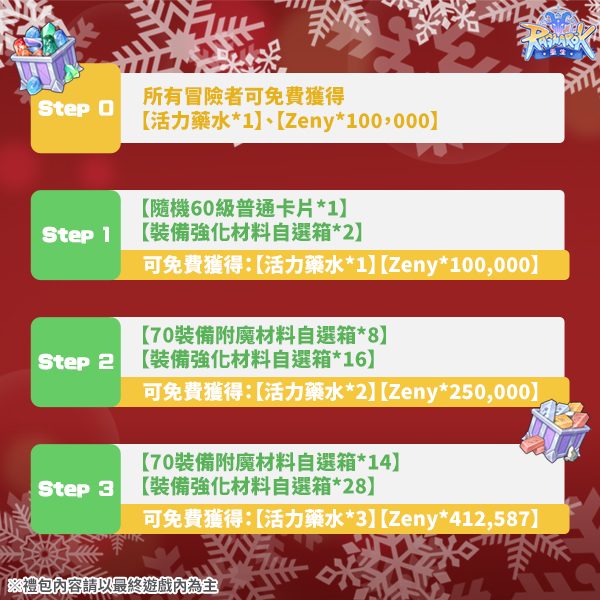 RAGNAROK
重生
Step 0
所有冒險者可免費獲得
【活力藥水*1】、【Zeny*100,000】
Step 1
【隨機60級普通卡片*1】
【裝備強化材料自選箱*2】
可免費獲得：【活力藥水*1】【Zeny*100,000】
Step 2
【70裝備附魔材料自選箱*8】
【裝備強化材料自選箱*16】
可免費獲得：【活力藥水*2】【Zeny*250,000】
Step 3
【70裝備附魔材料自選箱*14】
【裝備強化材料自選箱*28】
可免費獲得：【活力藥水*3】【Zeny*412,587】
※禮包內容請以最終遊戲內為主